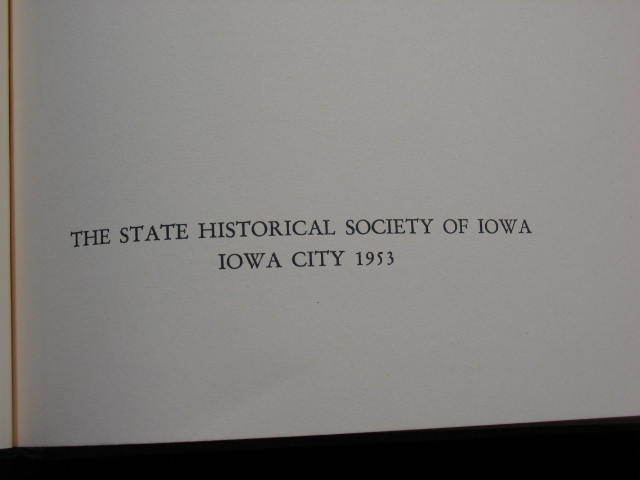 THE STATE HISTORICAL SOCIETY OF IOWA
IOWA CITY 1953